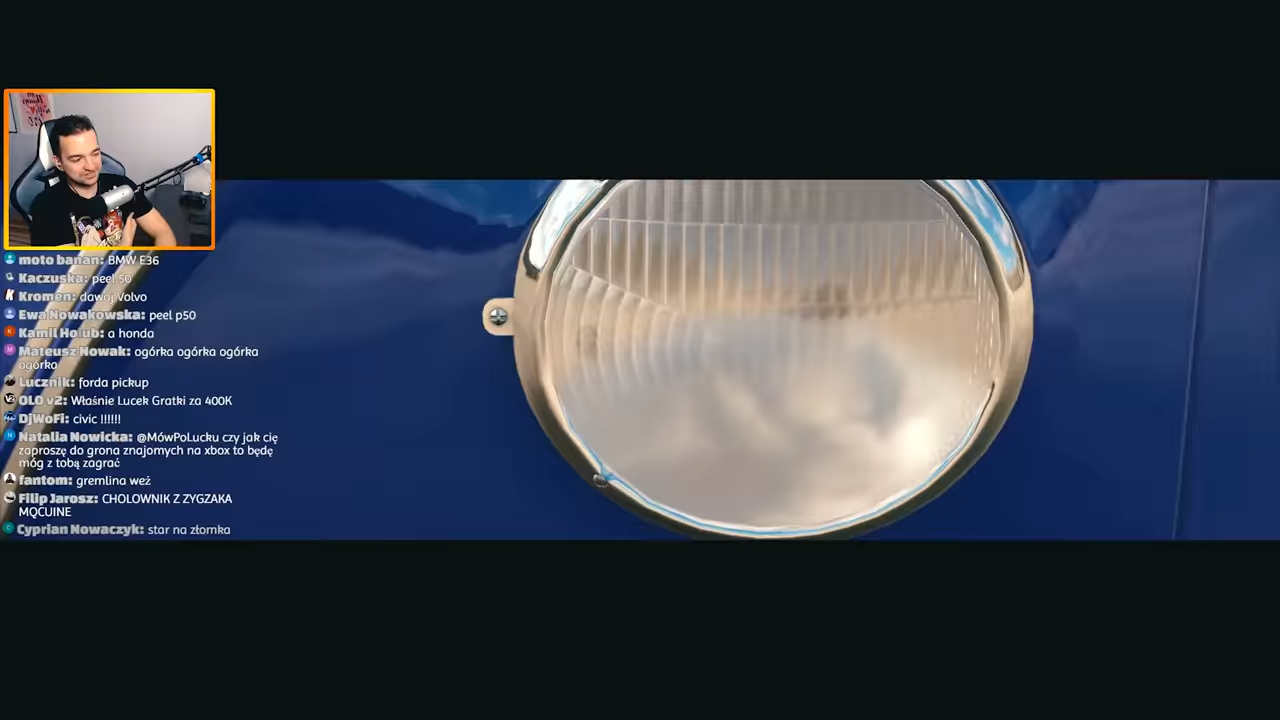 moto banan: BMW E36
Kaczuska: peel 50
Kromen: dawaj Volvo
Ewa Nowakowska: peel p50
Kamil Holub: a honda
Mateusz Nowak: ogórka ogórka ogórka
ogórka
Lucznik: forda pickup
OLO v2: Właśnie Lucek Gratki za 400K
DjWoFi: civic !!!!!!
Natalia Nowicka: @MówPoLucku czy jak cię
zaproszę do grona znajomych na xbox to będę
móg z tobą zagrać
fantom: gremlina weź
Filip Jarosz: CHOLOWNIK Z ZYGZAKA
MQCUINE
Cyprian Nowaczyk: star na złomka